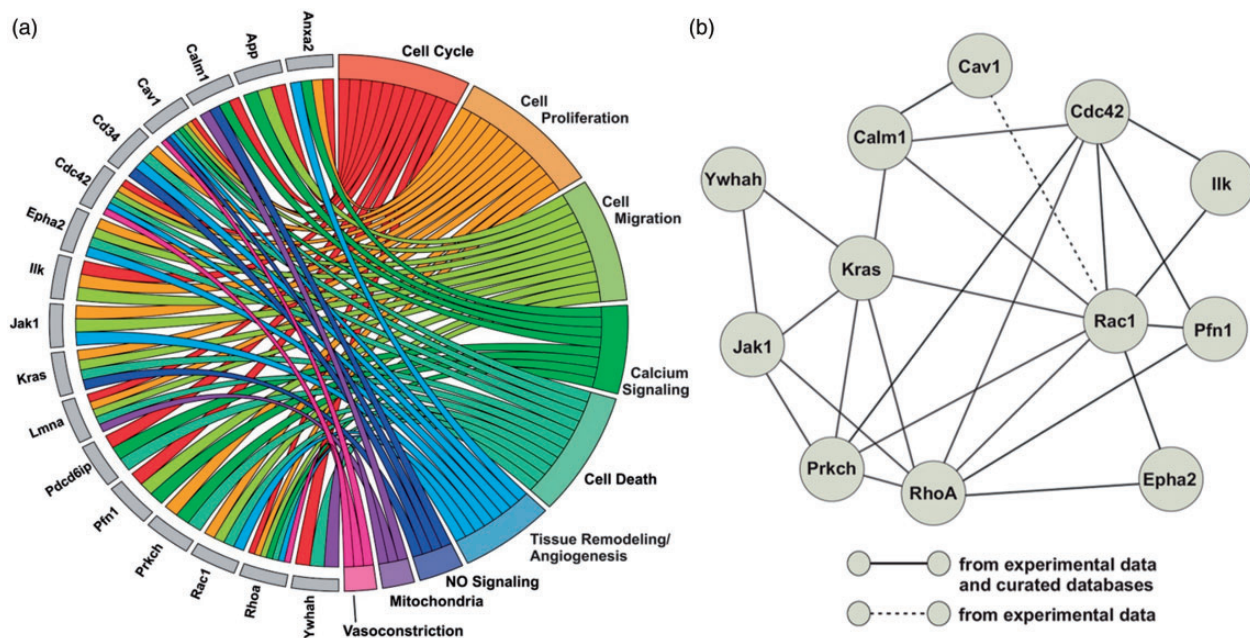 (a)
Anxa2
App
Calm1
Cav1
Cd34
Cdc42
Epha2
Ilk
Jak1
Kras
Lmna
Pdcd6ip
Pfn1
Prkch
Rac1
Rhoa
Ywhah
Cell Cycle
Cell
Proliferation
Cell
Migration
Calcium
Signaling
Cell Death
Tissue Remodeling/
Angiogenesis
NO Signaling
Mitochondria
Vasoconstriction
(b)
Cav1
Cdc42
Calm1
Ywhah
Ilk
Kras
Rac1
Pfn1
Jak1
Prkch
RhoA
Epha2
from experimental data
and curated databases
from experimental data